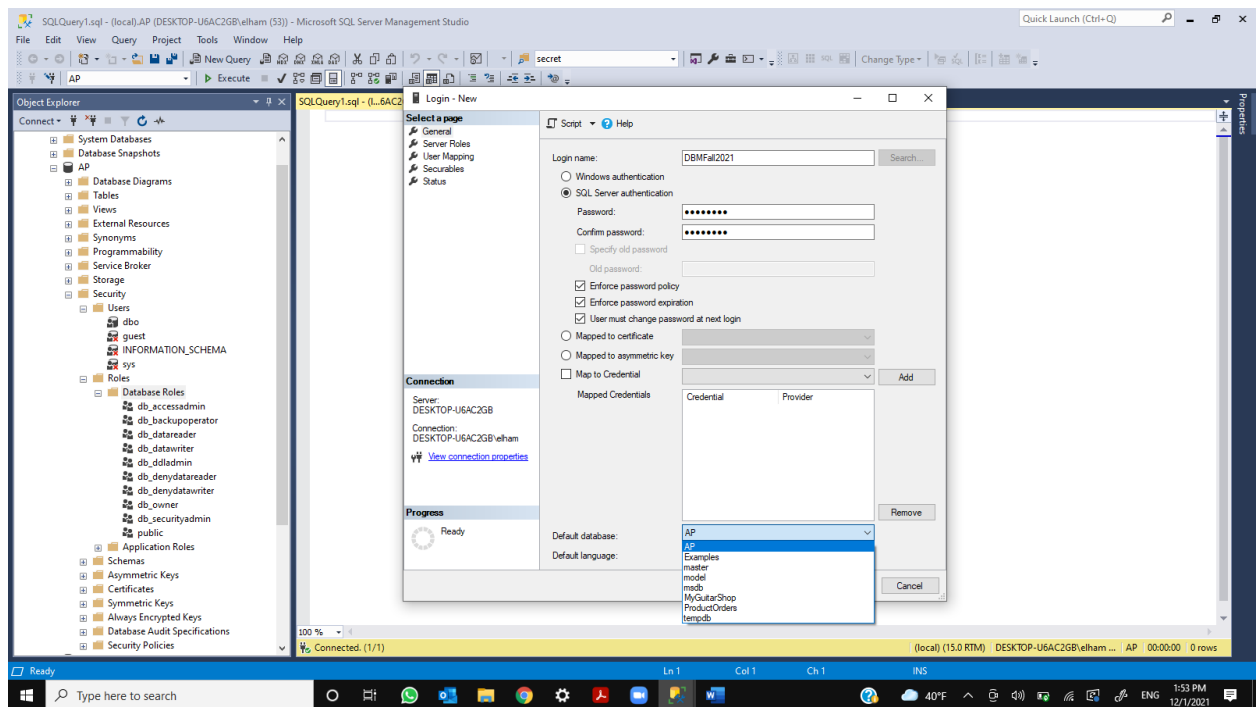 SQLQuery1.sql - (local).AP (DESKTOP-U6AC2GB\elham (53)) - Microsoft SQL Server Management Studio
Quick Launch (Ctrl+Q)
File Edit View Query Project Tools Window Help
New Query
secret
Change Type
AP
Execute
Object Explorer
Connect
System Databases
Database Snapshots
AP
Database Diagrams
Tables
Views
External Resources
Synonyms
Programmability
Service Broker
Storage
Security
Users
dbo
guest
INFORMATION_SCHEMA
sys
Roles
Database Roles
db_accessadmin
db_backupoperator
db_datareader
db_datawriter
db_ddladmin
db_denydatareader
db_denydatawriter
db_owner
db_securityadmin
public
Application Roles
Schemas
Asymmetric Keys
Certificates
Symmetric Keys
Always Encrypted Keys
Database Audit Specifications
Security Policies
SQLQuery1.sql - (l...6AC2
Login - New
Select a page
General
Server Roles
User Mapping
Securables
Status
Connection
Server:
DESKTOP-U6AC2GB
Connection:
DESKTOP-U6AC2GB\elham
View connection properties
Progress
Ready
Script Help
Login name: DBMFall2021 Search...
Windows authentication
SQL Server authentication
Password: ••••••••
Confirm password: ••••••••
Specify old password
Old password:
Enforce password policy
Enforce password expiration
User must change password at next login
Mapped to certificate
Mapped to asymmetric key
Map to Credential Add
Mapped Credentials Credential Provider
Remove
Default database: AP
Default language:
AP
Examples
master
model
msdb
MyGuitarShop
ProductOrders
tempdb
Cancel
Properties
100 %
Connected. (1/1) (local) (15.0 RTM) DESKTOP-U6AC2GB\elham ... AP 00:00:00 0 rows
Ready Ln 1 Col 1 Ch 1 INS
Type here to search
40°F
ENG
1:53 PM
12/1/2021